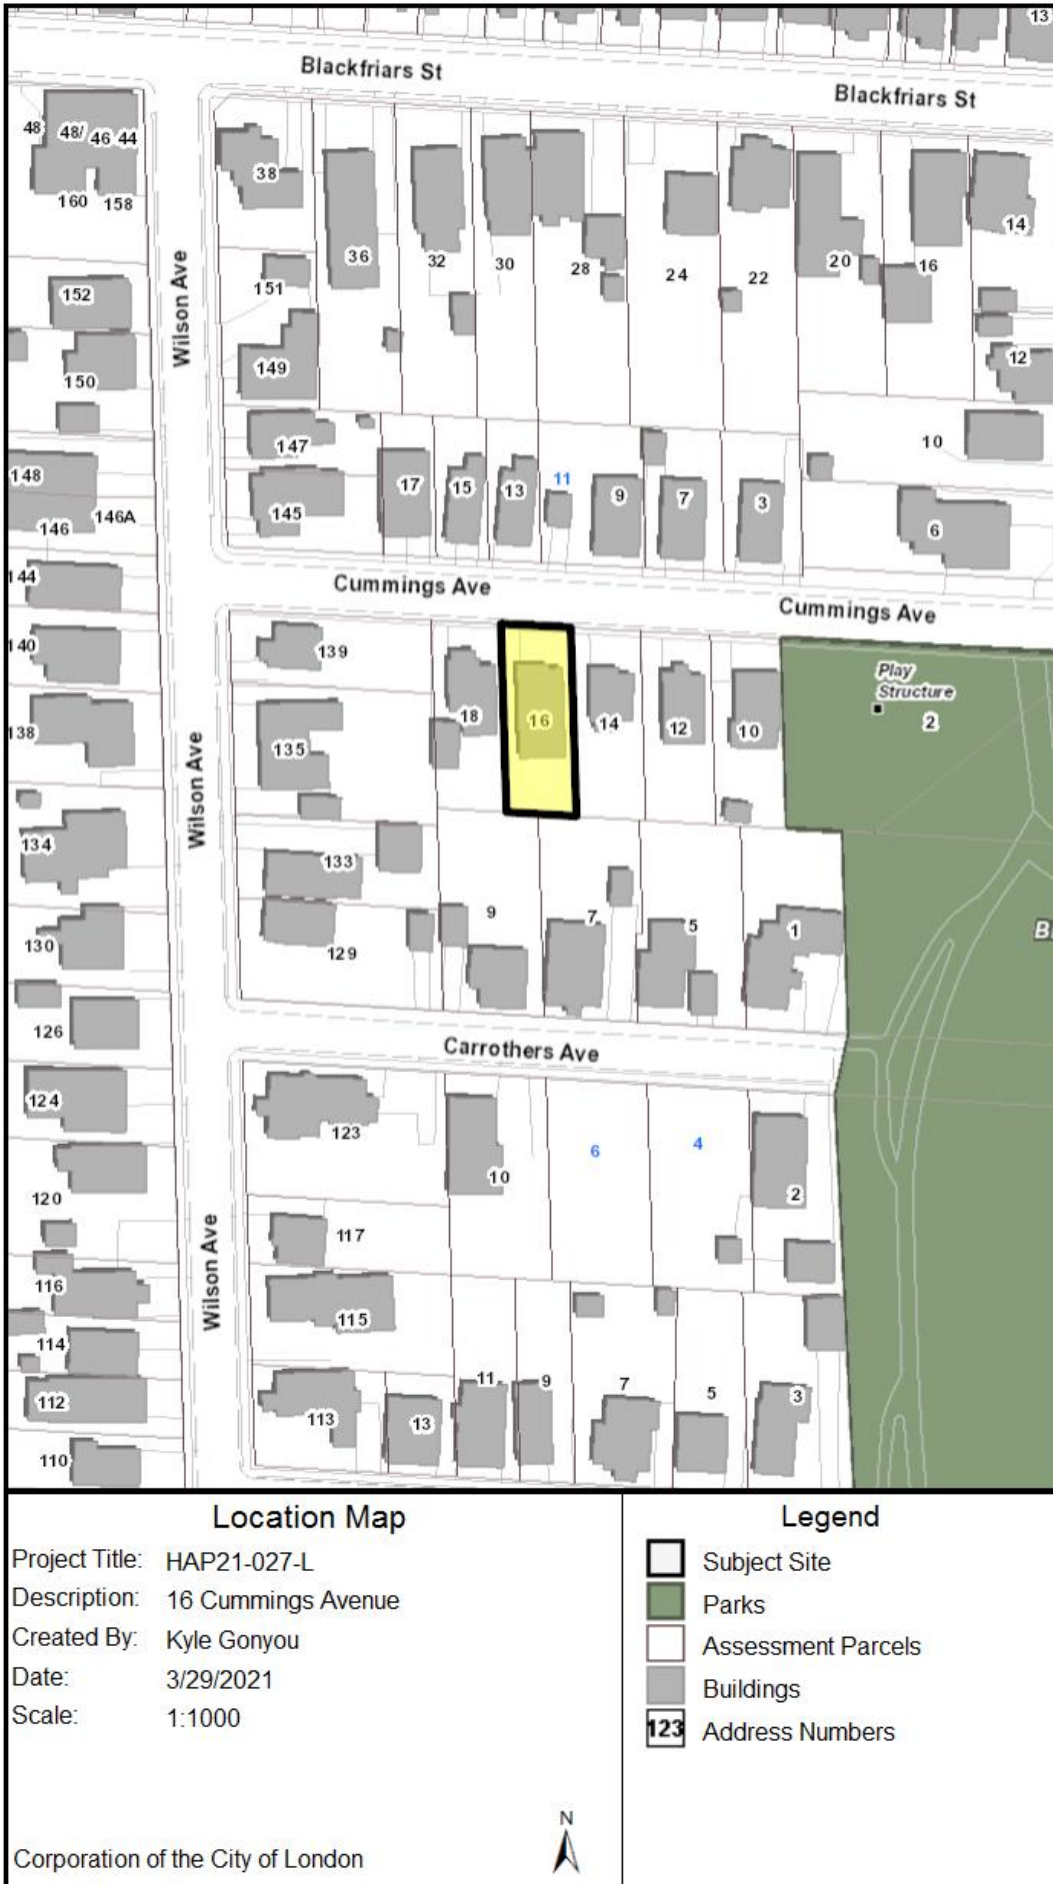 13
Blackfriars St
Blackfriars St
48 48/ 46 44
160 158
38
36
32
30
28
24
22
20
16
14
12
Wilson Ave
152
151
150
149
147
148
146
146A
145
17
15
13
11
9
7
3
10
6
144
Cummings Ave
Cummings Ave
140
139
138
135
18
16
14
12
10
Play
Structure
2
Wilson Ave
134
133
130
129
9
7
5
1
B
126
Carrothers Ave
124
123
10
6
4
2
120
117
Wilson Ave
116
115
114
112
113
13
11
9
7
5
3
110
Location Map
Project Title: HAP21-027-L
Description: 16 Cummings Avenue
Created By: Kyle Gonyou
Date: 3/29/2021
Scale: 1:1000
N
Corporation of the City of London
Legend
Subject Site
Parks
Assessment Parcels
Buildings
123 Address Numbers